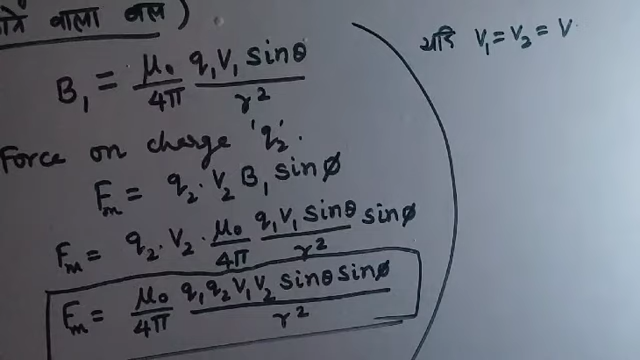 वाला बल)
B₁ = μ₀/4π q₁v₁ sinθ/r²
Force on charge 'q₂'.
Fₘ = q₂ · v₂ B₁ sinϕ
Fₘ = q₂ · v₂ · μ₀/4π q₁v₁ sinθ/r² sinϕ
Fₘ = μ₀/4π q₁q₂v₁v₂ sinθ sinϕ/r²
यदि v₁ = v₂ = v